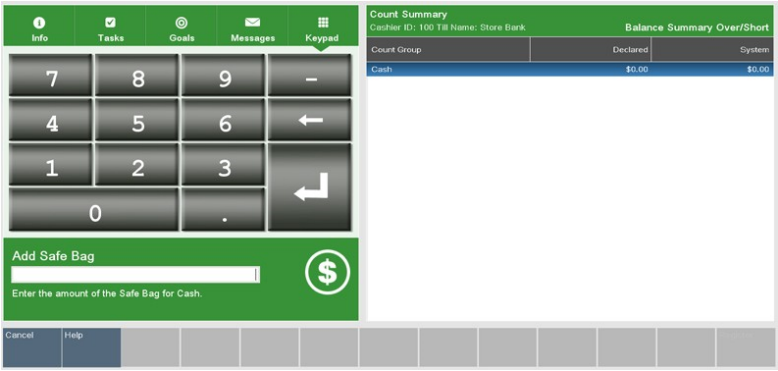 Info Tasks Goals Messages Keypad
7 8 9 -
4 5 6
1 2 3
0 .
Add Safe Bag
Enter the amount of the Safe Bag for Cash.
Count Summary
Cashier ID: 100 Till Name: Store Bank Balance Summary Over/Short
Count Group Declared System
Cash $0.00 $0.00
Cancel Help